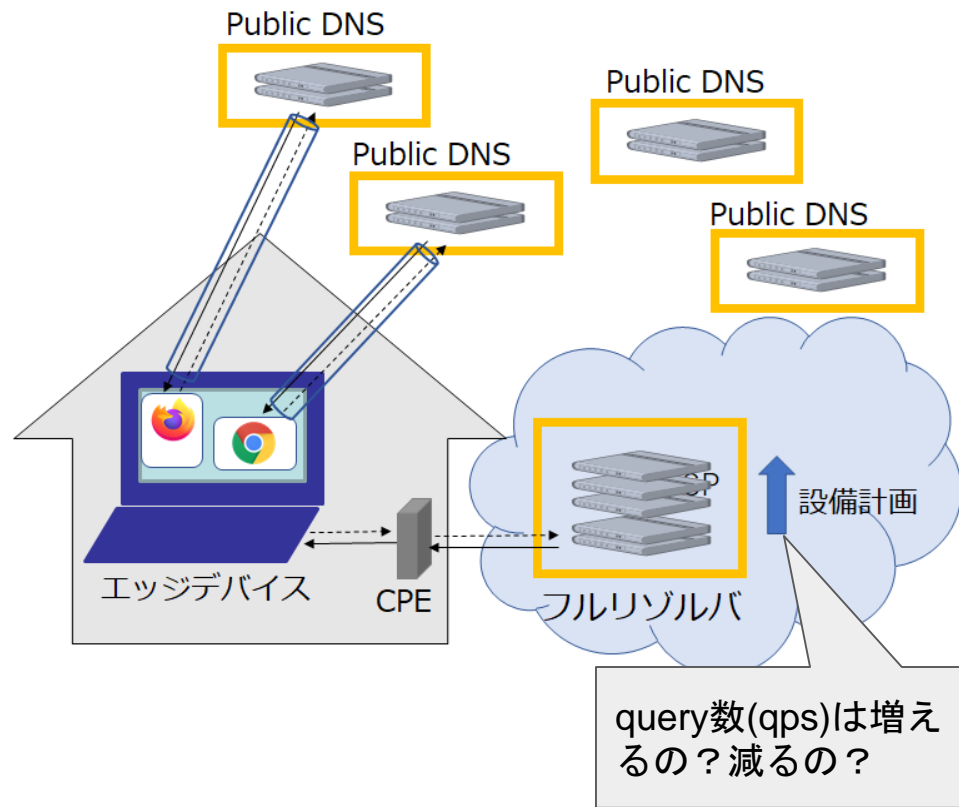 Public DNS
Public DNS
Public DNS
Public DNS
設備計画
エッジデバイス
CPE
フルリゾルバ
query数(qps)は増え
るの？減るの？